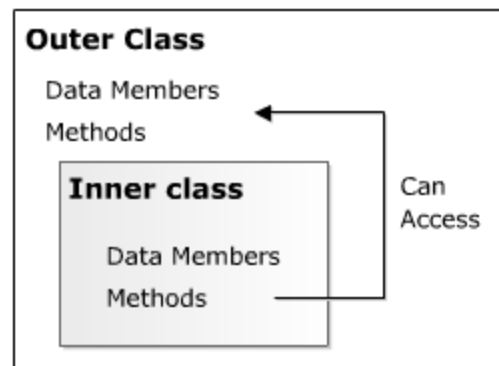 Outer Class
Data Members
Methods
Inner class
Data Members
Methods
Can
Access